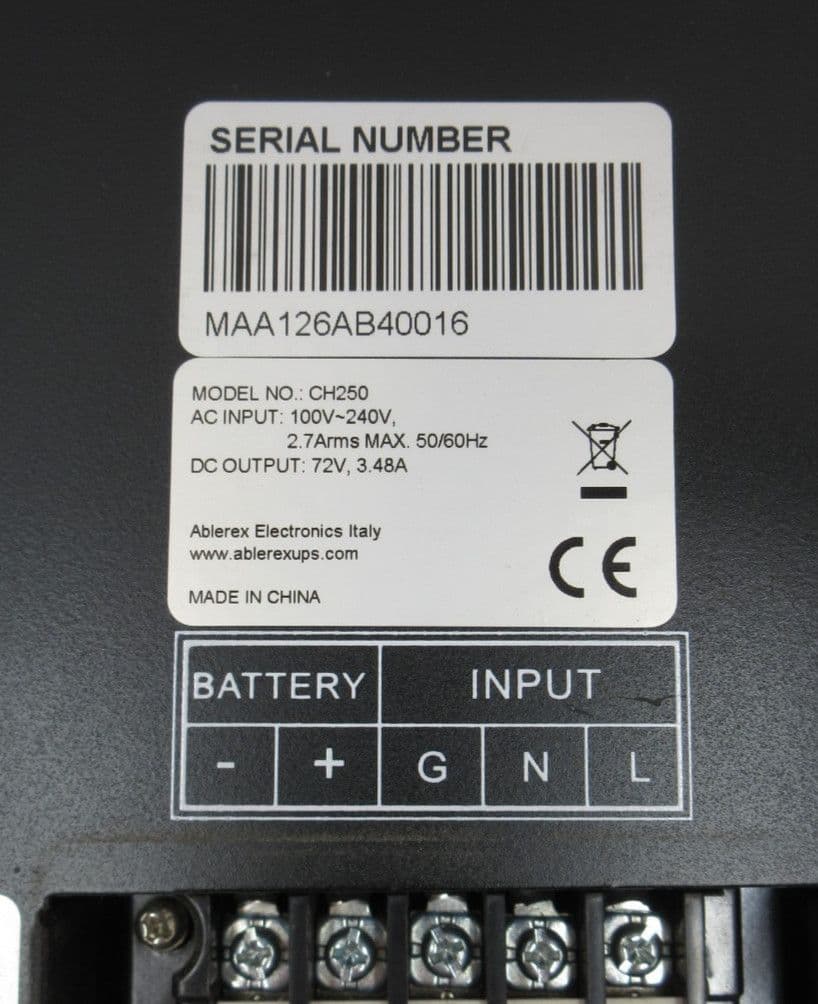 SERIAL NUMBER
MAA126AB40016
MODEL NO.: CH250
AC INPUT: 100V~240V,
2.7Arms MAX. 50/60Hz
DC OUTPUT: 72V, 3.48A
Ablerex Electronics Italy
www.ablerexups.com
CE
MADE IN CHINA
BATTERY INPUT
- + G N L